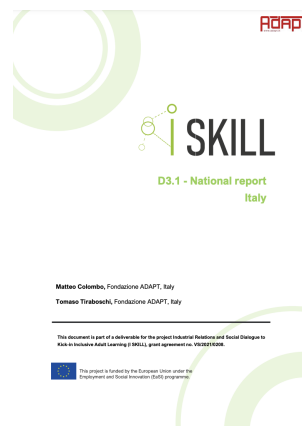 ADAP
I SKILL
D3.1 - National report
Italy
Matteo Colombo, Fondazione ADAPT, Italy
Tomaso Tiraboschi, Fondazione ADAPT, Italy
This document is part of a deliverable for the project Industrial Relations and Social Dialogue to
Kick-in Inclusive Adult Learning (I SKILL), grant agreement no. VS/2021/0208.
This project is funded by the European Union under the
Employment and Social Innovation (EaSI) programme.